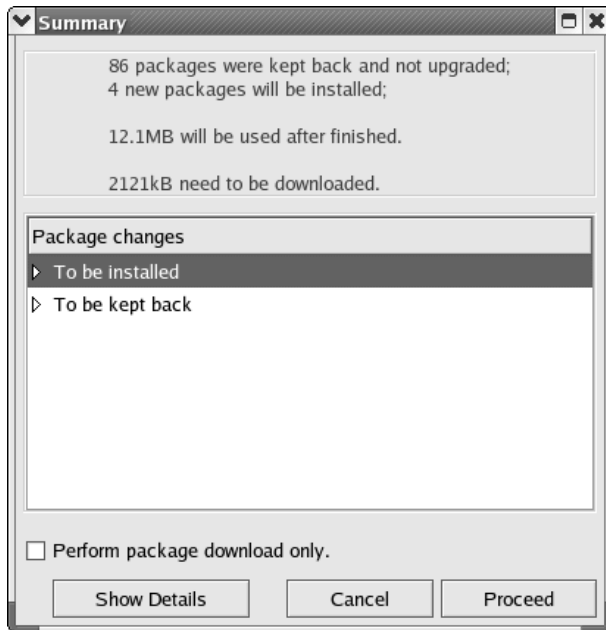 Summary
86 packages were kept back and not upgraded;
4 new packages will be installed;
12.1MB will be used after finished.
2121kB need to be downloaded.
Package changes
To be installed
To be kept back
Perform package download only.
Show Details
Cancel
Proceed